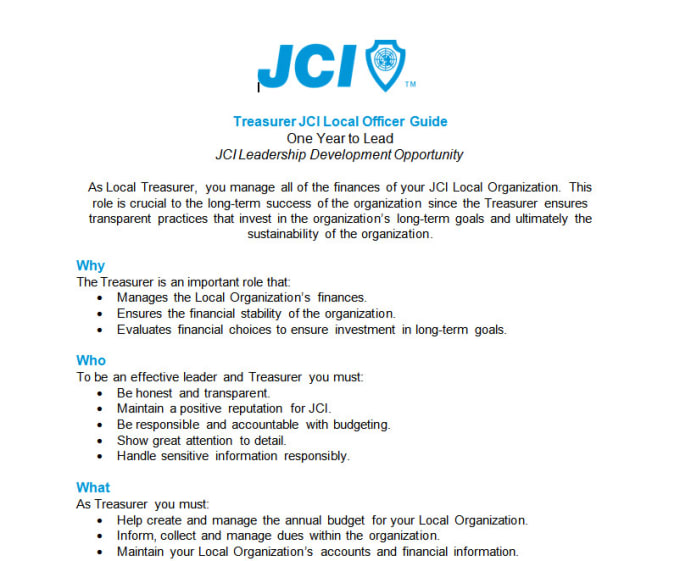 JCI
TM
Treasurer JCI Local Officer Guide
One Year to Lead
JCI Leadership Development Opportunity
As Local Treasurer, you manage all of the finances of your JCI Local Organization. This
role is crucial to the long-term success of the organization since the Treasurer ensures
transparent practices that invest in the organization’s long-term goals and ultimately the
sustainability of the organization.
Why
The Treasurer is an important role that:
• Manages the Local Organization’s finances.
• Ensures the financial stability of the organization.
• Evaluates financial choices to ensure investment in long-term goals.
Who
To be an effective leader and Treasurer you must:
• Be honest and transparent.
• Maintain a positive reputation for JCI.
• Be responsible and accountable with budgeting.
• Show great attention to detail.
• Handle sensitive information responsibly.
What
As Treasurer you must:
• Help create and manage the annual budget for your Local Organization.
• Inform, collect and manage dues within the organization.
• Maintain your Local Organization’s accounts and financial information.